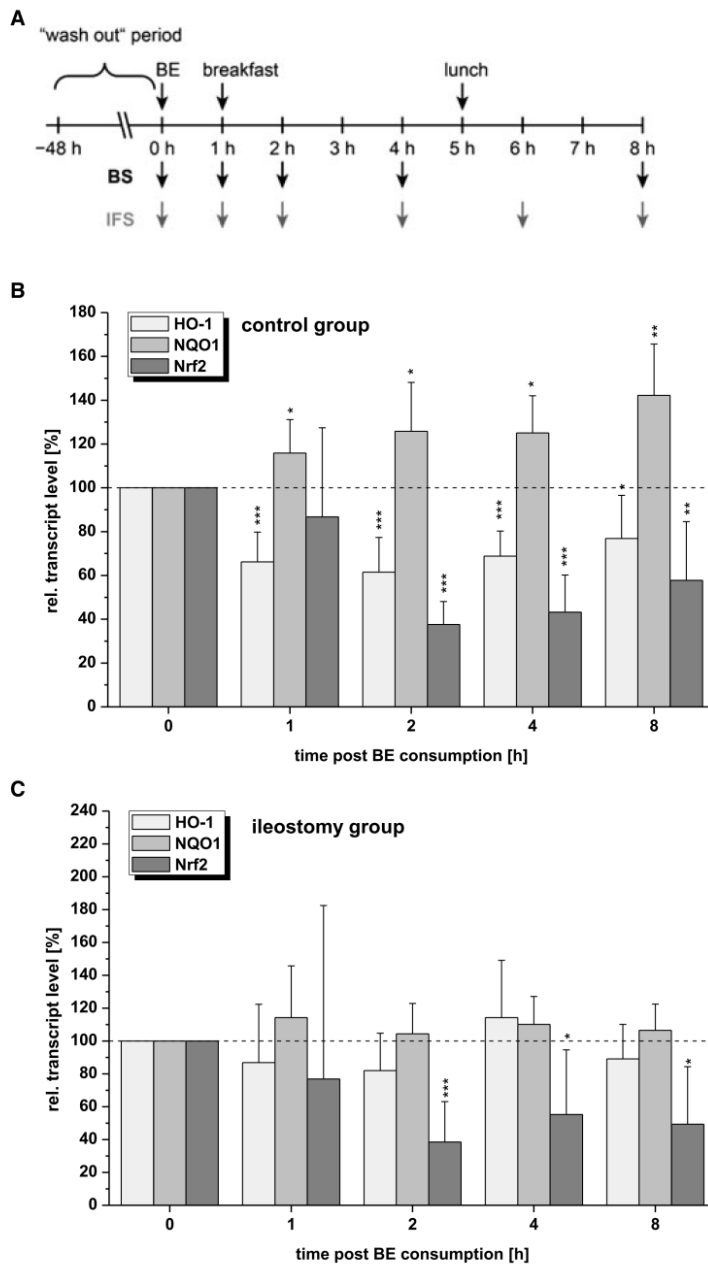 A
"wash out" period
BE breakfast lunch
−48 h 0 h 1 h 2 h 3 h 4 h 5 h 6 h 7 h 8 h
BS
IFS
B
control group
HO-1
NQO1
Nrf2
rel. transcript level [%]
180
160
140
120
100
80
60
40
20
0
*** * *** * *** *** * *** * ** **
0 1 2 4 8
time post BE consumption [h]
C
ileostomy group
HO-1
NQO1
Nrf2
rel. transcript level [%]
240
220
200
180
160
140
120
100
80
60
40
20
0
*** * *
0 1 2 4 8
time post BE consumption [h]